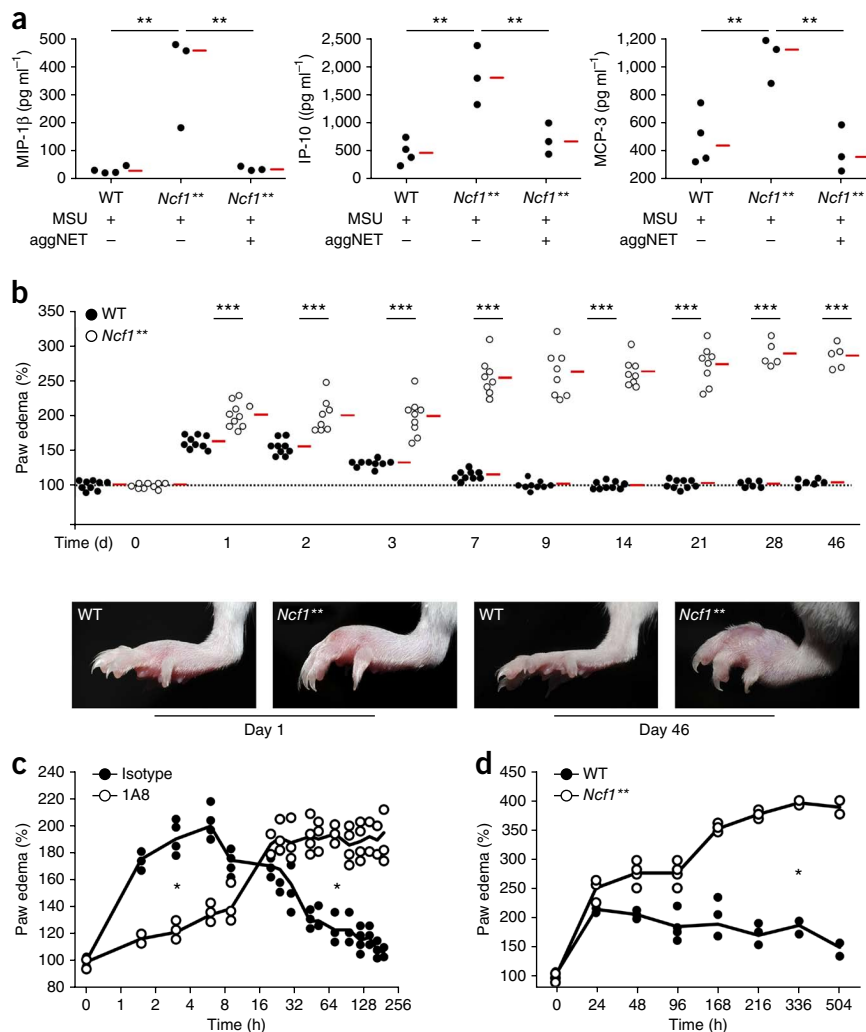 a
** **
500
400
300
200
100
0
MIP-1β (pg ml−1)
WT Ncf1** Ncf1**
MSU + + +
aggNET − − +
** **
2,500
2,000
1,500
1,000
500
0
IP-10 ((pg ml−1)
WT Ncf1** Ncf1**
+ + +
− − +
** **
1,200
1,000
800
600
400
200
MCP-3 (pg ml−1)
WT Ncf1** Ncf1**
+ + +
− − +
b
WT
Ncf1**
*** *** *** *** *** *** *** ***
350
300
250
200
150
100
50
Paw edema (%)
Time (d) 0 1 2 3 7 9 14 21 28 46
WT Ncf1** WT Ncf1**
Day 1 Day 46
c
Isotype
1A8
240
220
200
180
160
140
120
100
80
Paw edema (%)
* *
0 1 2 4 8 16 32 64 128 256
Time (h)
d
WT
Ncf1**
450
400
350
300
250
200
150
100
Paw edema (%)
*
0 24 48 96 168 216 336 504
Time (h)